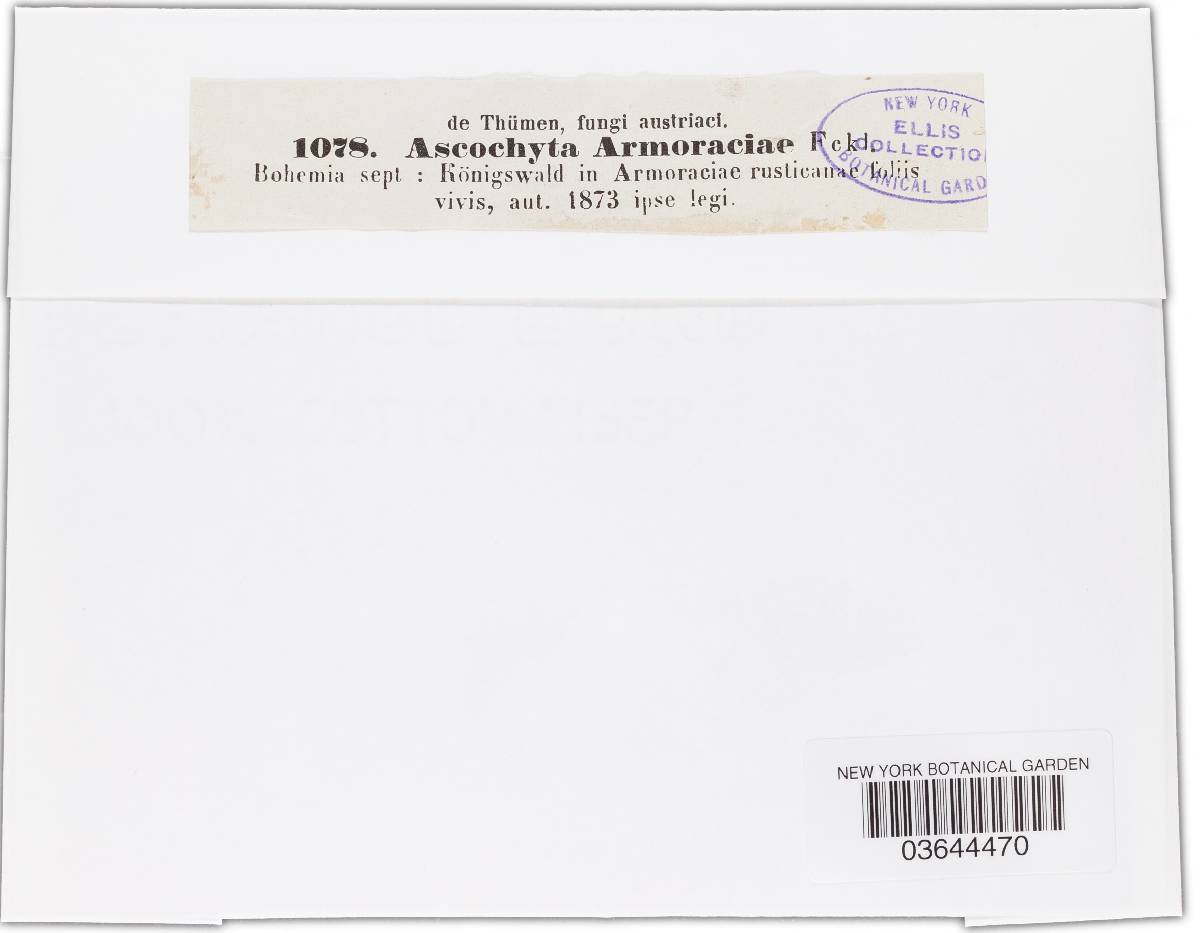 de Thümen, fungi austriaci.
1078. Ascochyta Armoraciae Fckl.
Bohemia sept : Königswald in Armoraciae rusticanae foliis
vivis, aut. 1873 ipse legi.
NEW YORK
ELLIS
COLLECTIO
BOTANICAL GARD
NEW YORK BOTANICAL GARDEN
03644470